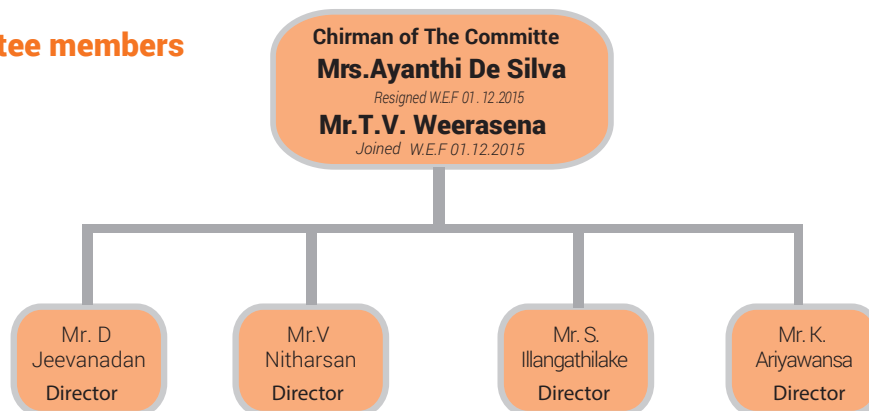 tee members
Chirman of The Committe
Mrs.Ayanthi De Silva
Resigned W.E.F 01.12.2015
Mr.T.V. Weerasena
Joined W.E.F 01.12.2015
Mr. D
Jeevanadan
Director
Mr.V
Nitharsan
Director
Mr. S.
Illangathilake
Director
Mr. K.
Ariyawansa
Director